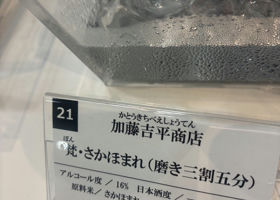 21
かとうきちべえしょうてん
加藤吉平商店
ぼん
梵・さかほまれ（磨き三割五分）
アルコール度 / 16% 日本酒度 /
原料米 / さかほまれ